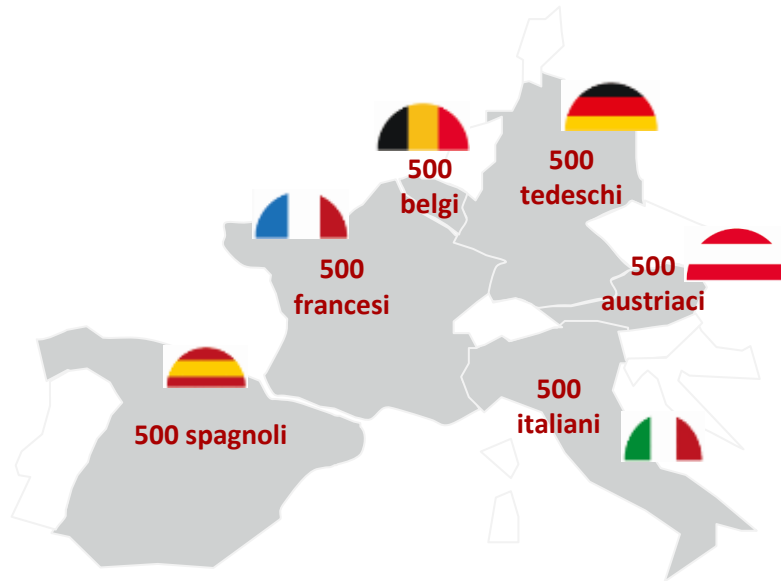 500
belgi
500
tedeschi
500
francesi
500
austriaci
500
italiani
500 spagnoli